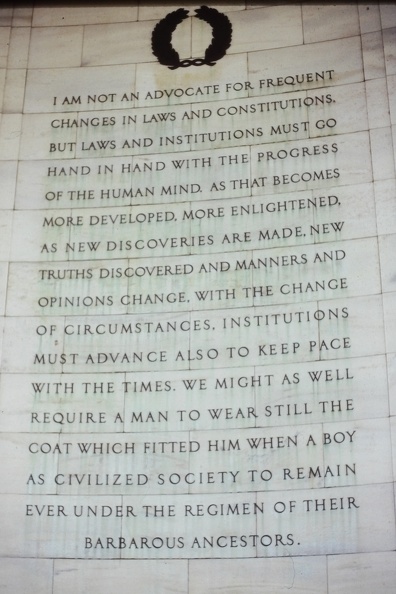 I AM NOT AN ADVOCATE FOR FREQUENT
CHANGES IN LAWS AND CONSTITUTIONS.
BUT LAWS AND INSTITUTIONS MUST GO
HAND IN HAND WITH THE PROGRESS
OF THE HUMAN MIND. AS THAT BECOMES
MORE DEVELOPED, MORE ENLIGHTENED,
AS NEW DISCOVERIES ARE MADE, NEW
TRUTHS DISCOVERED AND MANNERS AND
OPINIONS CHANGE, WITH THE CHANGE
OF CIRCUMSTANCES, INSTITUTIONS
MUST ADVANCE ALSO TO KEEP PACE
WITH THE TIMES. WE MIGHT AS WELL
REQUIRE A MAN TO WEAR STILL THE
COAT WHICH FITTED HIM WHEN A BOY
AS CIVILIZED SOCIETY TO REMAIN
EVER UNDER THE REGIMEN OF THEIR
BARBAROUS ANCESTORS.